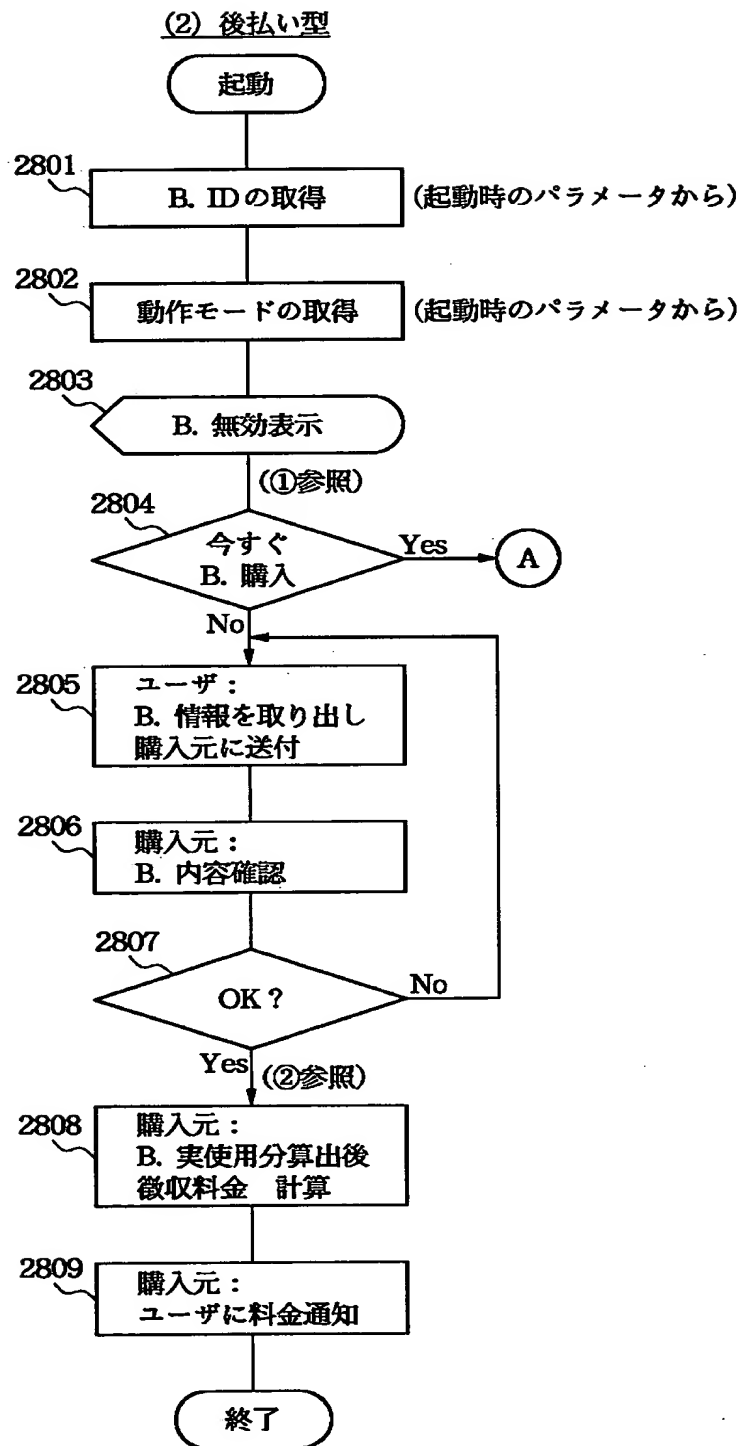 (2) 後払い型
起動
2801
B. IDの取得
(起動時のパラメータから)
2802
動作モードの取得
(起動時のパラメータから)
2803
B. 無効表示
(①参照)
2804
今すぐ
B. 購入
Yes
A
No
2805
ユーザ:
B. 情報を取り出し
購入元に送付
2806
購入元:
B. 内容確認
2807
OK?
No
Yes
(②参照)
2808
購入元:
B. 実使用分算出後
徴収料金 計算
2809
購入元:
ユーザに料金通知
終了